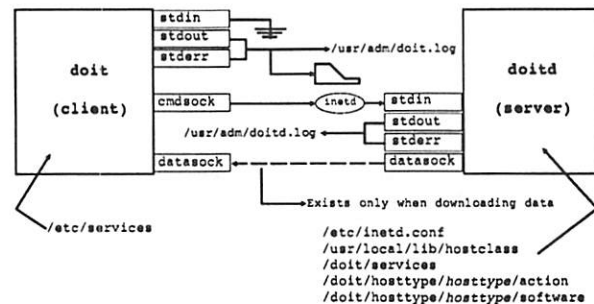 stdin
stdout
stderr
/usr/adm/doit.log
doit
(client)
doitd
(server)
cmdsock
inetd
stdin
stdout
stderr
/usr/adm/doitd.log
datasock
datasock
Exists only when downloading data
/etc/services
/etc/inetd.conf
/usr/local/lib/hostclass
/doit/services
/doit/hosttype/hosttype/action
/doit/hosttype/hosttype/software